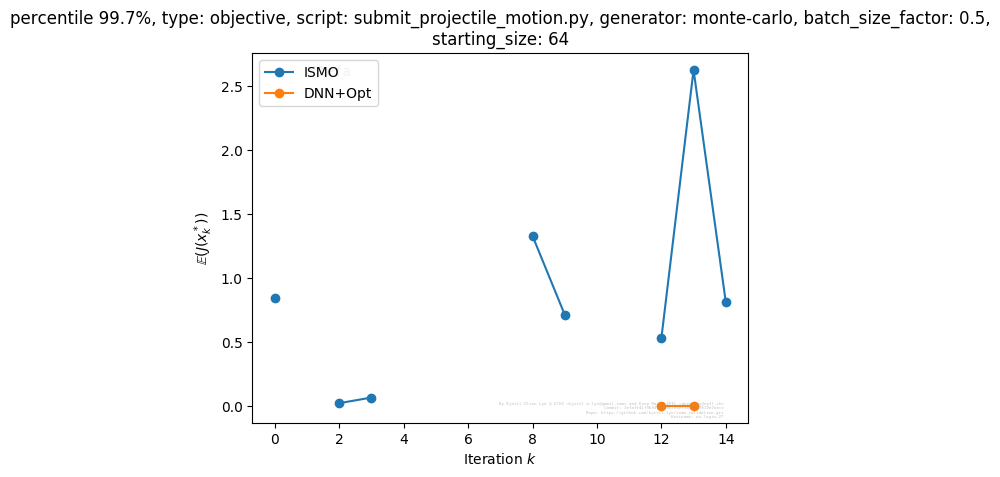 percentile 99.7%, type: objective, script: submit_projectile_motion.py, generator: monte-carlo, batch_size_factor: 0.5,
starting_size: 64
ISMO
DNN+Opt
2.5
2.0
1.5
1.0
0.5
0.0
𝔼(J(x*ₖ))
0 2 4 6 8 10 12 14
Iteration k